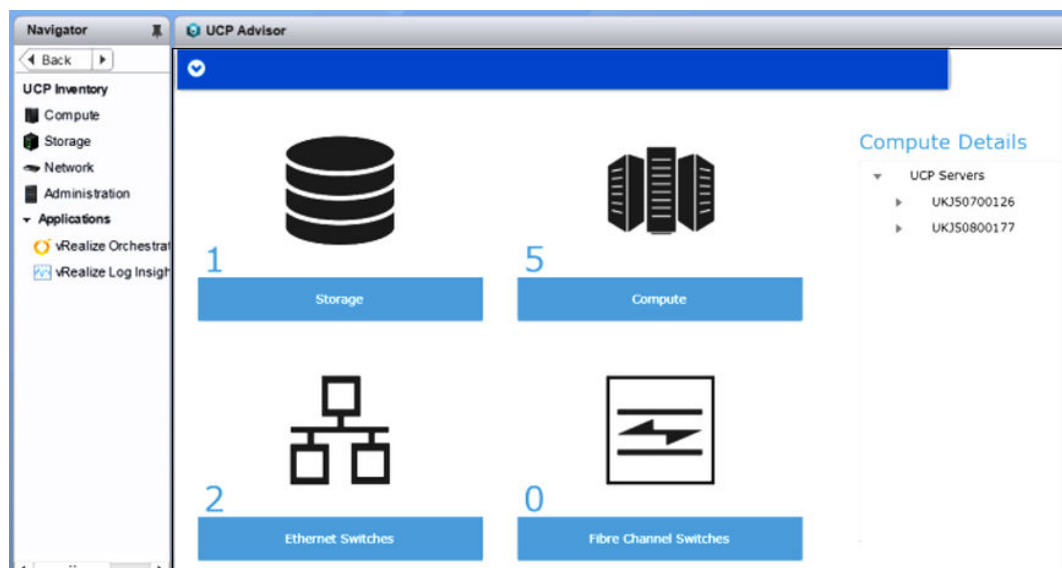 Navigator
Back
UCP Inventory
Compute
Storage
Network
Administration
Applications
vRealize Orchestrat
vRealize Log Insigh
UCP Advisor
1
Storage
5
Compute
2
Ethernet Switches
0
Fibre Channel Switches
Compute Details
UCP Servers
UKJ50700126
UKJ50800177